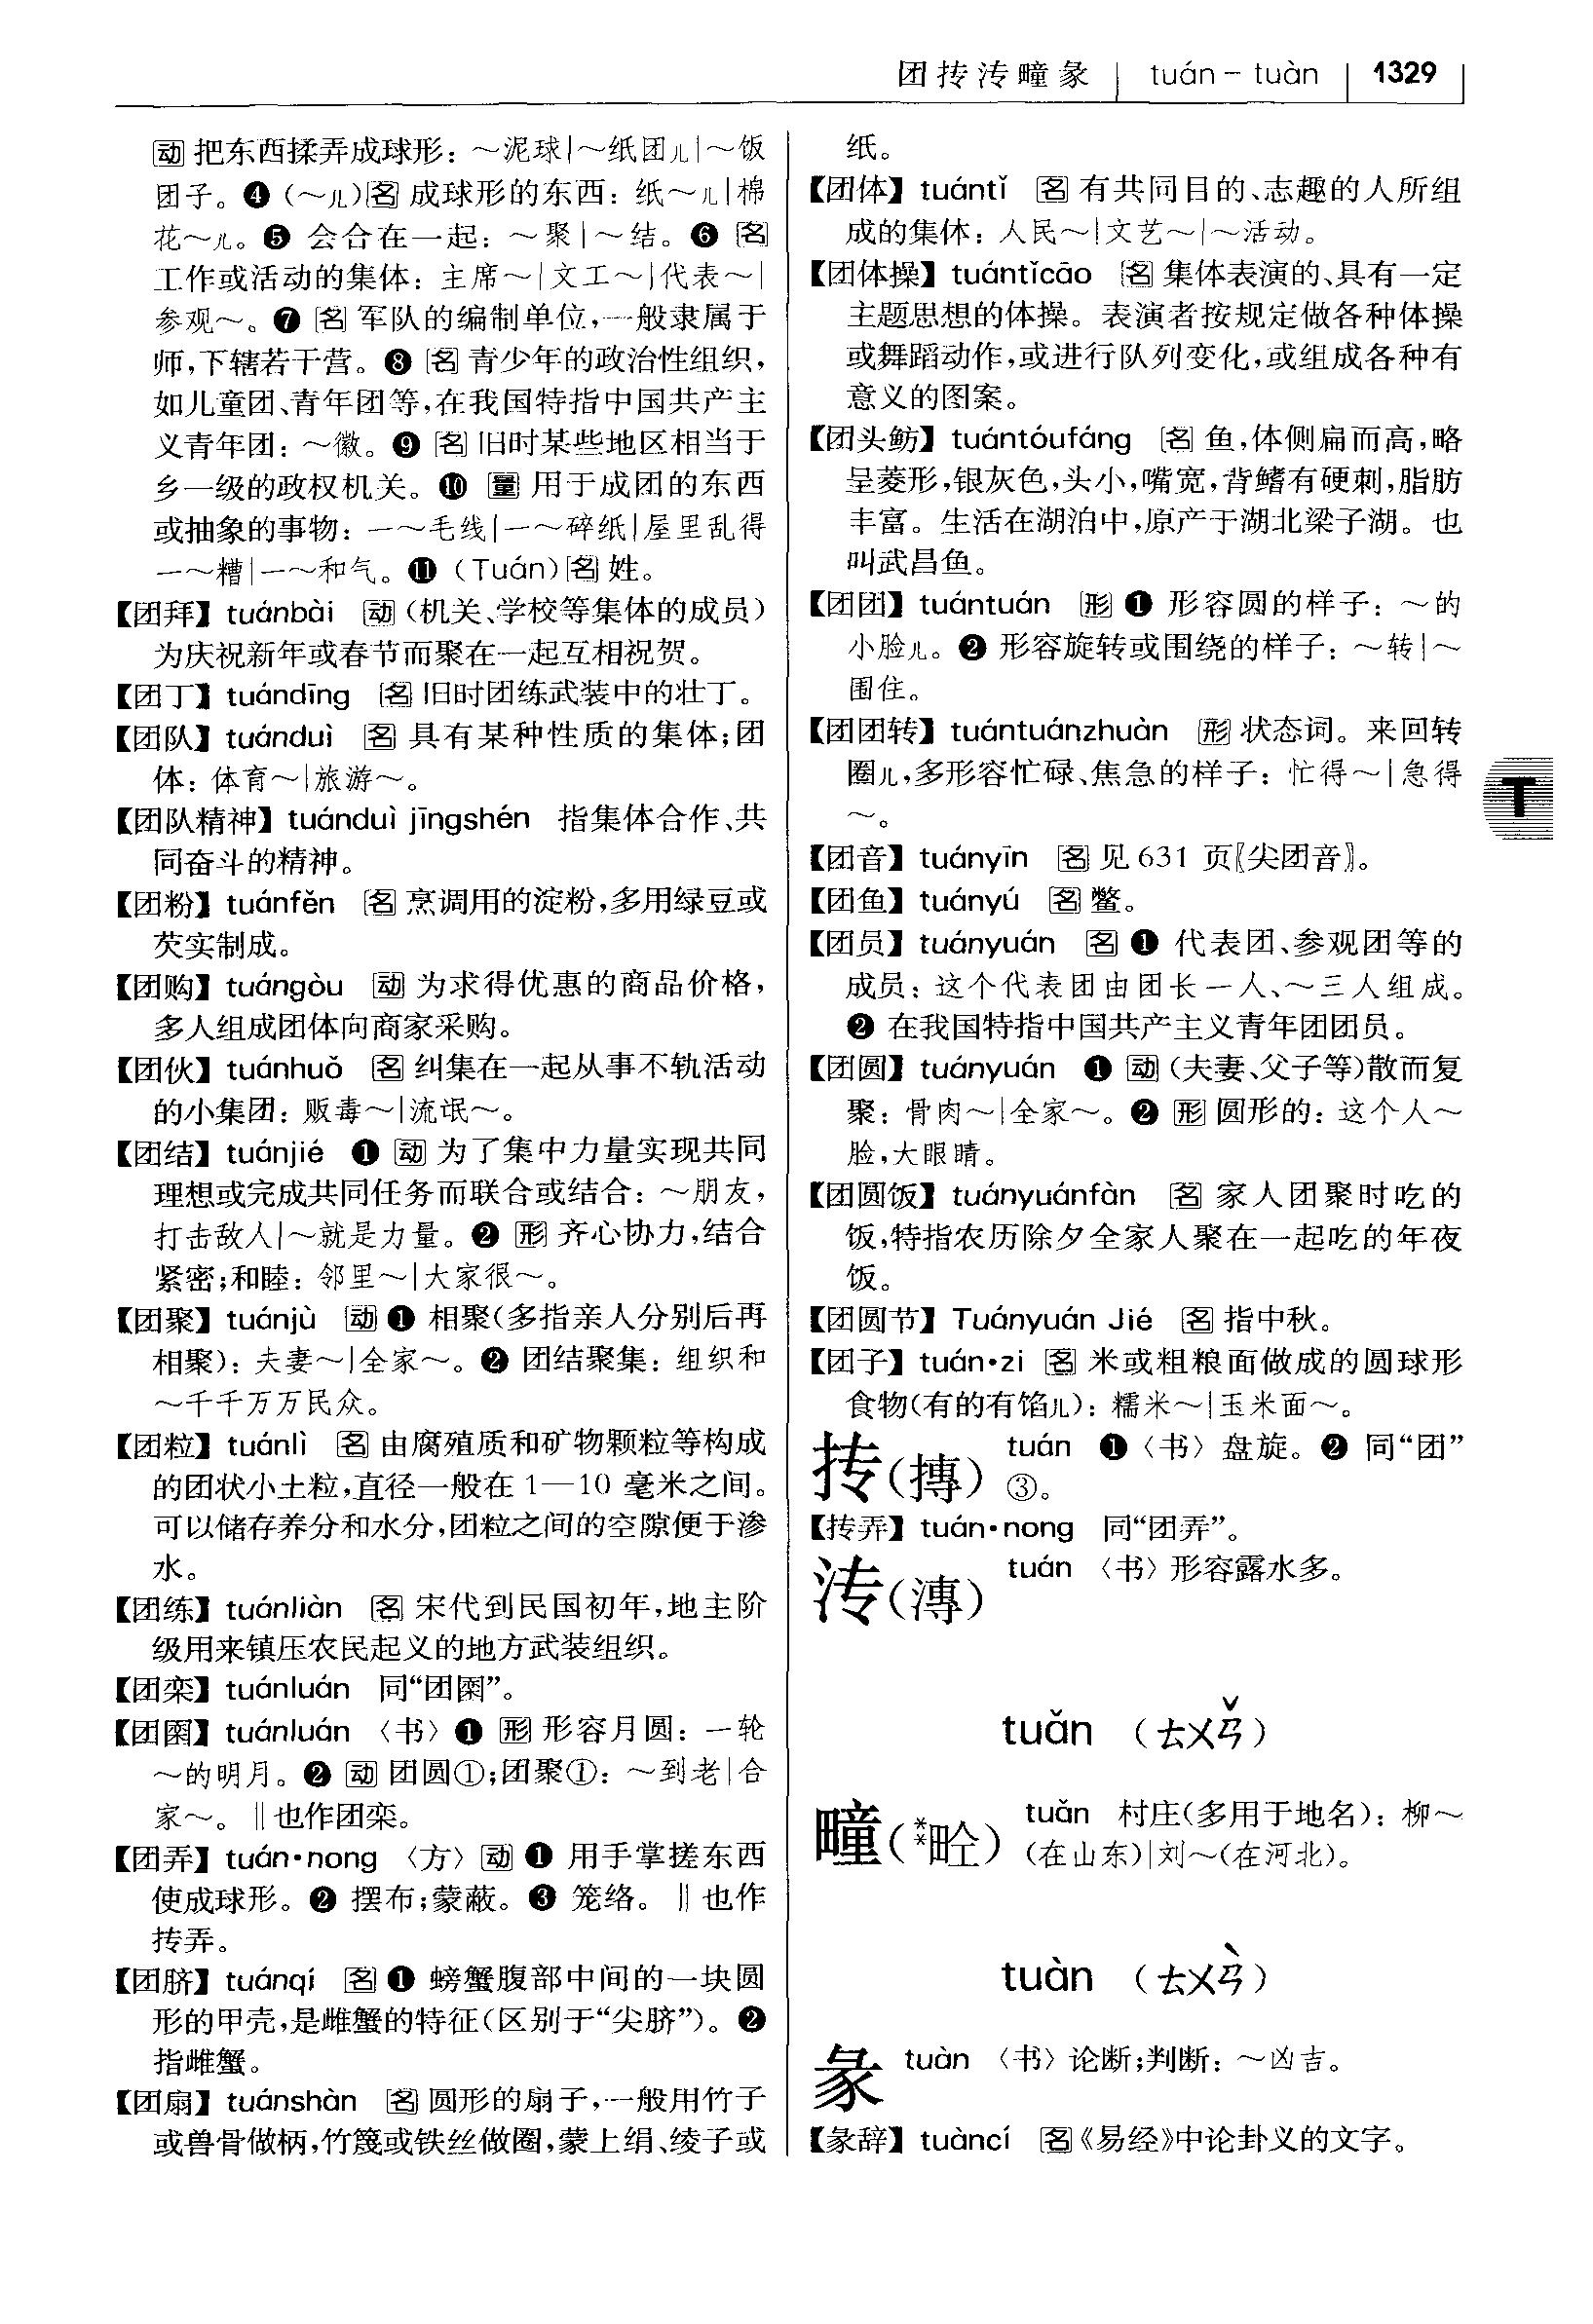 团抟漙疃彖 | tuán – tuàn | 1329
动 把东西揉弄成球形：～泥球|～纸团儿|～饭
团子。❹（～儿）名 成球形的东西：纸～儿|棉
花～儿。❺ 会合在一起：～聚|～结。❻ 名
工作或活动的集体：主席～|文工～|代表～|
参观～。❼ 名 军队的编制单位，一般隶属于
师，下辖若干营。❽ 名 青少年的政治性组织，
如儿童团、青年团等，在我国特指中国共产主
义青年团：～徽。❾ 名 旧时某些地区相当于
乡一级的政权机关。❿ 量 用于成团的东西
或抽象的事物：一～毛线|一～碎纸|屋里乱得
一～糟|一～和气。⓫（Tuán）名 姓。
【团拜】tuánbài 动（机关、学校等集体的成员）
为庆祝新年或春节而聚在一起互相祝贺。
【团丁】tuándīng 名 旧时团练武装中的壮丁。
【团队】tuánduì 名 具有某种性质的集体；团
体：体育～|旅游～。
【团队精神】tuánduì jīngshén 指集体合作、共
同奋斗的精神。
【团粉】tuánfěn 名 烹调用的淀粉，多用绿豆或
芡实制成。
【团购】tuángòu 动 为求得优惠的商品价格，
多人组成团体向商家采购。
【团伙】tuánhuǒ 名 纠集在一起从事不轨活动
的小集团：贩毒～|流氓～。
【团结】tuánjié ❶ 动 为了集中力量实现共同
理想或完成共同任务而联合或结合：～朋友，
打击敌人|～就是力量。❷ 形 齐心协力，结合
紧密；和睦：邻里～|大家很～。
【团聚】tuánjù 动 ❶ 相聚（多指亲人分别后再
相聚）：夫妻～|全家～。❷ 团结聚集：组织和
～千千万万民众。
【团粒】tuánlì 名 由腐殖质和矿物颗粒等构成
的团状小土粒，直径一般在 1—10 毫米之间。
可以储存养分和水分，团粒之间的空隙便于渗
水。
【团练】tuánliàn 名 宋代到民国初年，地主阶
级用来镇压农民起义的地方武装组织。
【团栾】tuánluán 同“团圞”。
【团圞】tuánluán 〈书〉❶ 形 形容月圆：一轮
～的明月。❷ 动 团圆①；团聚①：～到老|合
家～。‖也作团栾。
【团弄】tuán·nong 〈方〉动 ❶ 用手掌搓东西
使成球形。❷ 摆布；蒙蔽。❸ 笼络。‖也作
抟弄。
【团脐】tuánqí 名 ❶ 螃蟹腹部中间的一块圆
形的甲壳，是雌蟹的特征（区别于“尖脐”）。❷
指雌蟹。
【团扇】tuánshàn 名 圆形的扇子，一般用竹子
或兽骨做柄，竹篾或铁丝做圈，蒙上绢、绫子或
纸。
【团体】tuántǐ 名 有共同目的、志趣的人所组
成的集体：人民～|文艺～|～活动。
【团体操】tuántǐcāo 名 集体表演的、具有一定
主题思想的体操。表演者按规定做各种体操
或舞蹈动作，或进行队列变化，或组成各种有
意义的图案。
【团头鲂】tuántóufáng 名 鱼，体侧扁而高，略
呈菱形，银灰色，头小，嘴宽，背鳍有硬刺，脂肪
丰富。生活在湖泊中，原产于湖北梁子湖。也
叫武昌鱼。
【团团】tuántuán 形 ❶ 形容圆的样子：～的
小脸儿。❷ 形容旋转或围绕的样子：～转|～
围住。
【团团转】tuántuánzhuàn 形 状态词。来回转
圈儿，多形容忙碌、焦急的样子：忙得～|急得
～。
【团音】tuányīn 名 见 631 页〖尖团音〗。
【团鱼】tuányú 名 鳖。
【团员】tuányuán 名 ❶ 代表团、参观团等的
成员：这个代表团由团长一人、～三人组成。
❷ 在我国特指中国共产主义青年团团员。
【团圆】tuányuán ❶ 动（夫妻、父子等）散而复
聚：骨肉～|全家～。❷ 形 圆形的：这个人～
脸，大眼睛。
【团圆饭】tuányuánfàn 名 家人团聚时吃的
饭，特指农历除夕全家人聚在一起吃的年夜
饭。
【团圆节】Tuányuán Jié 名 指中秋。
【团子】tuán·zi 名 米或粗粮面做成的圆球形
食物（有的有馅儿）：糯米～|玉米面～。
抟（摶） tuán ❶〈书〉盘旋。❷ 同“团”
③。
【抟弄】tuán·nong 同“团弄”。
𬇙（漙） tuán 〈书〉形容露水多。
tuǎn （ㄊㄨㄢˇ）
疃（**畽） tuǎn 村庄（多用于地名）：柳～
（在山东）|刘～（在河北）。
tuàn （ㄊㄨㄢˋ）
彖 tuàn 〈书〉论断；判断：～凶吉。
【彖辞】tuàncí 名《易经》中论卦义的文字。
T